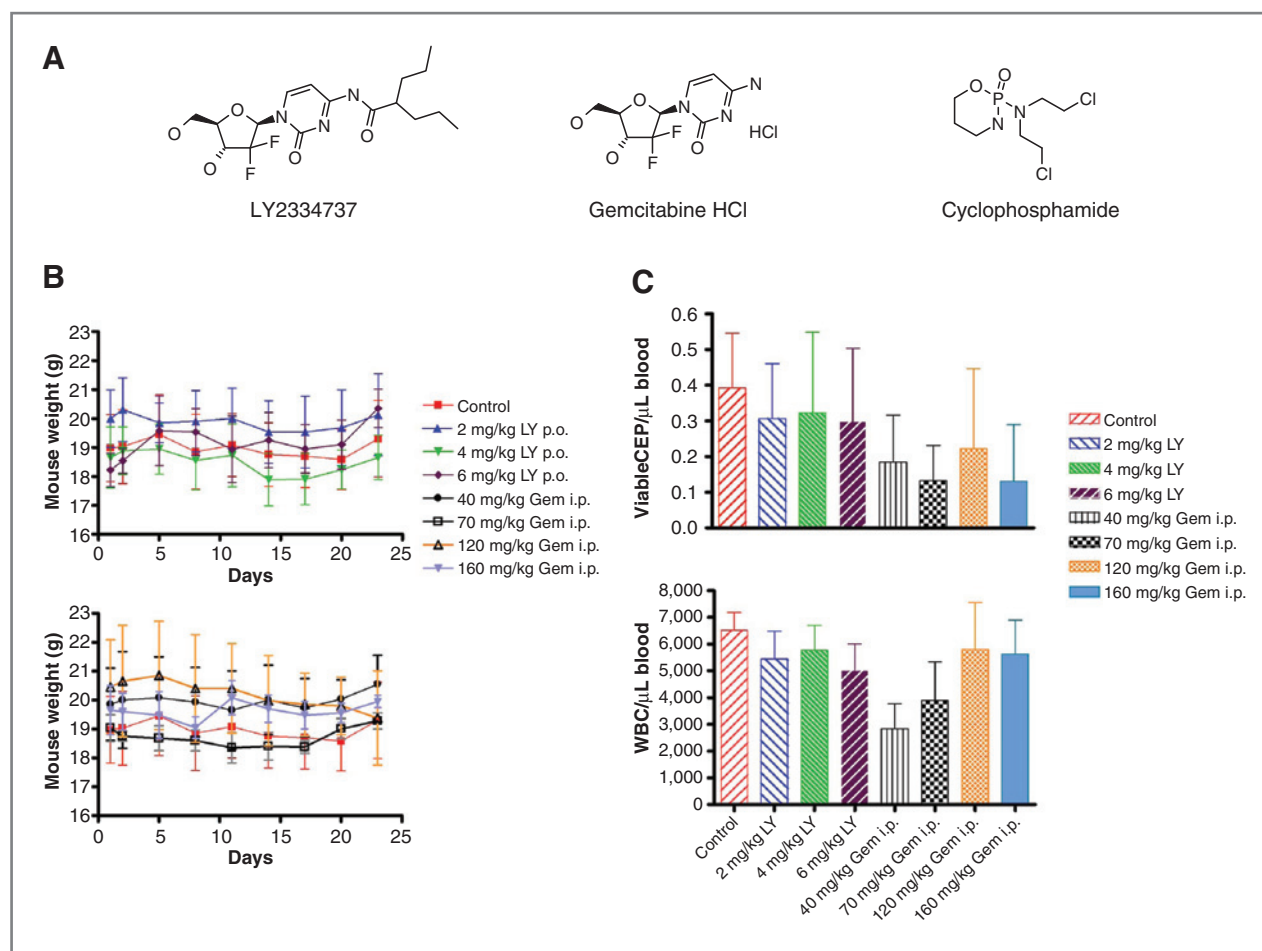 A
O
O
O
N
N
N
O
F
F
O
LY2334737
O
O
O
N
N
N
O
F
F
HCl
Gemcitabine HCl
O
O
P
N
N
Cl
Cl
Cyclophosphamide
B
Mouse weight (g)
23
22
21
20
19
18
17
16
0 5 10 15 20 25
Days
Control
2 mg/kg LY p.o.
4 mg/kg LY p.o.
6 mg/kg LY p.o.
40 mg/kg Gem i.p.
70 mg/kg Gem i.p.
120 mg/kg Gem i.p.
160 mg/kg Gem i.p.
Mouse weight (g)
23
22
21
20
19
18
17
16
0 5 10 15 20 25
Days
C
ViableCEP/μL blood
0.6
0.5
0.4
0.3
0.2
0.1
0.0
Control
2 mg/kg LY
4 mg/kg LY
6 mg/kg LY
40 mg/kg Gem i.p.
70 mg/kg Gem i.p.
120 mg/kg Gem i.p.
160 mg/kg Gem i.p.
WBC/μL blood
8,000
7,000
6,000
5,000
4,000
3,000
2,000
1,000
0
Control
2 mg/kg LY
4 mg/kg LY
6 mg/kg LY
40 mg/kg Gem i.p.
70 mg/kg Gem i.p.
120 mg/kg Gem i.p.
160 mg/kg Gem i.p.